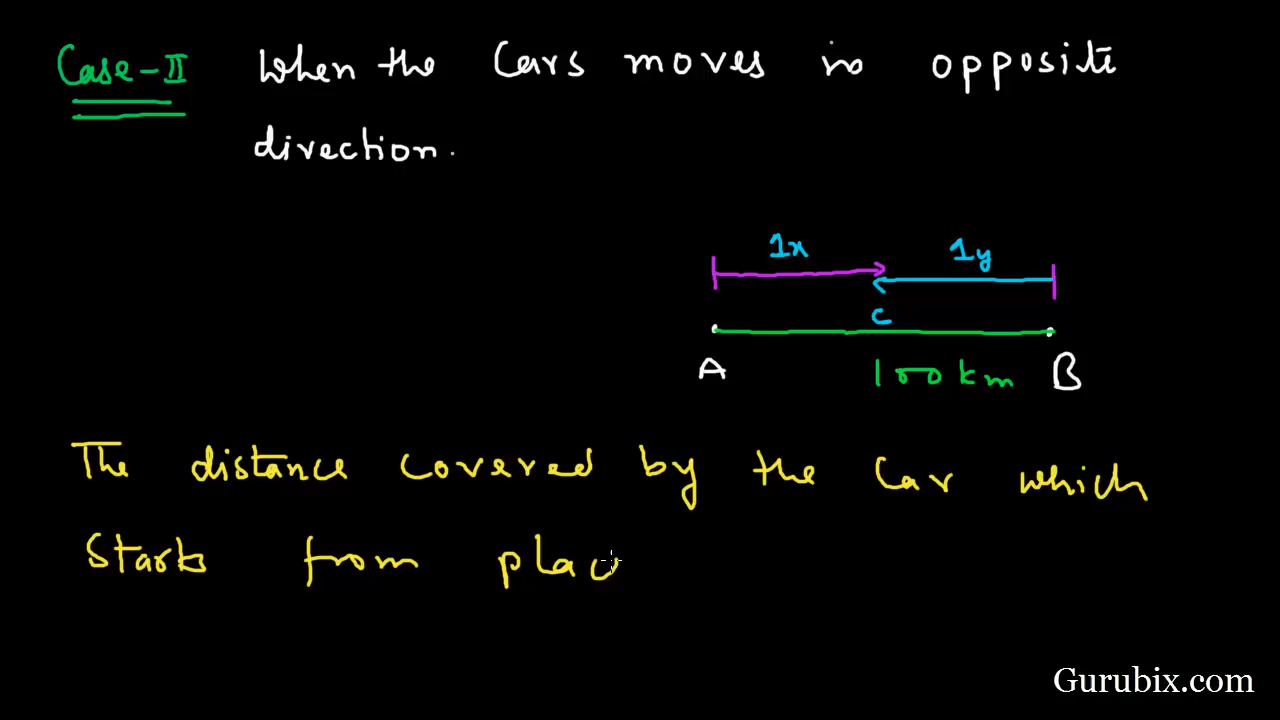 Case-II When the Cars moves in opposite
direction.
1x 1y
C
A 100km B
The distance covered by the Car which
Starts from plac
Gurubix.com